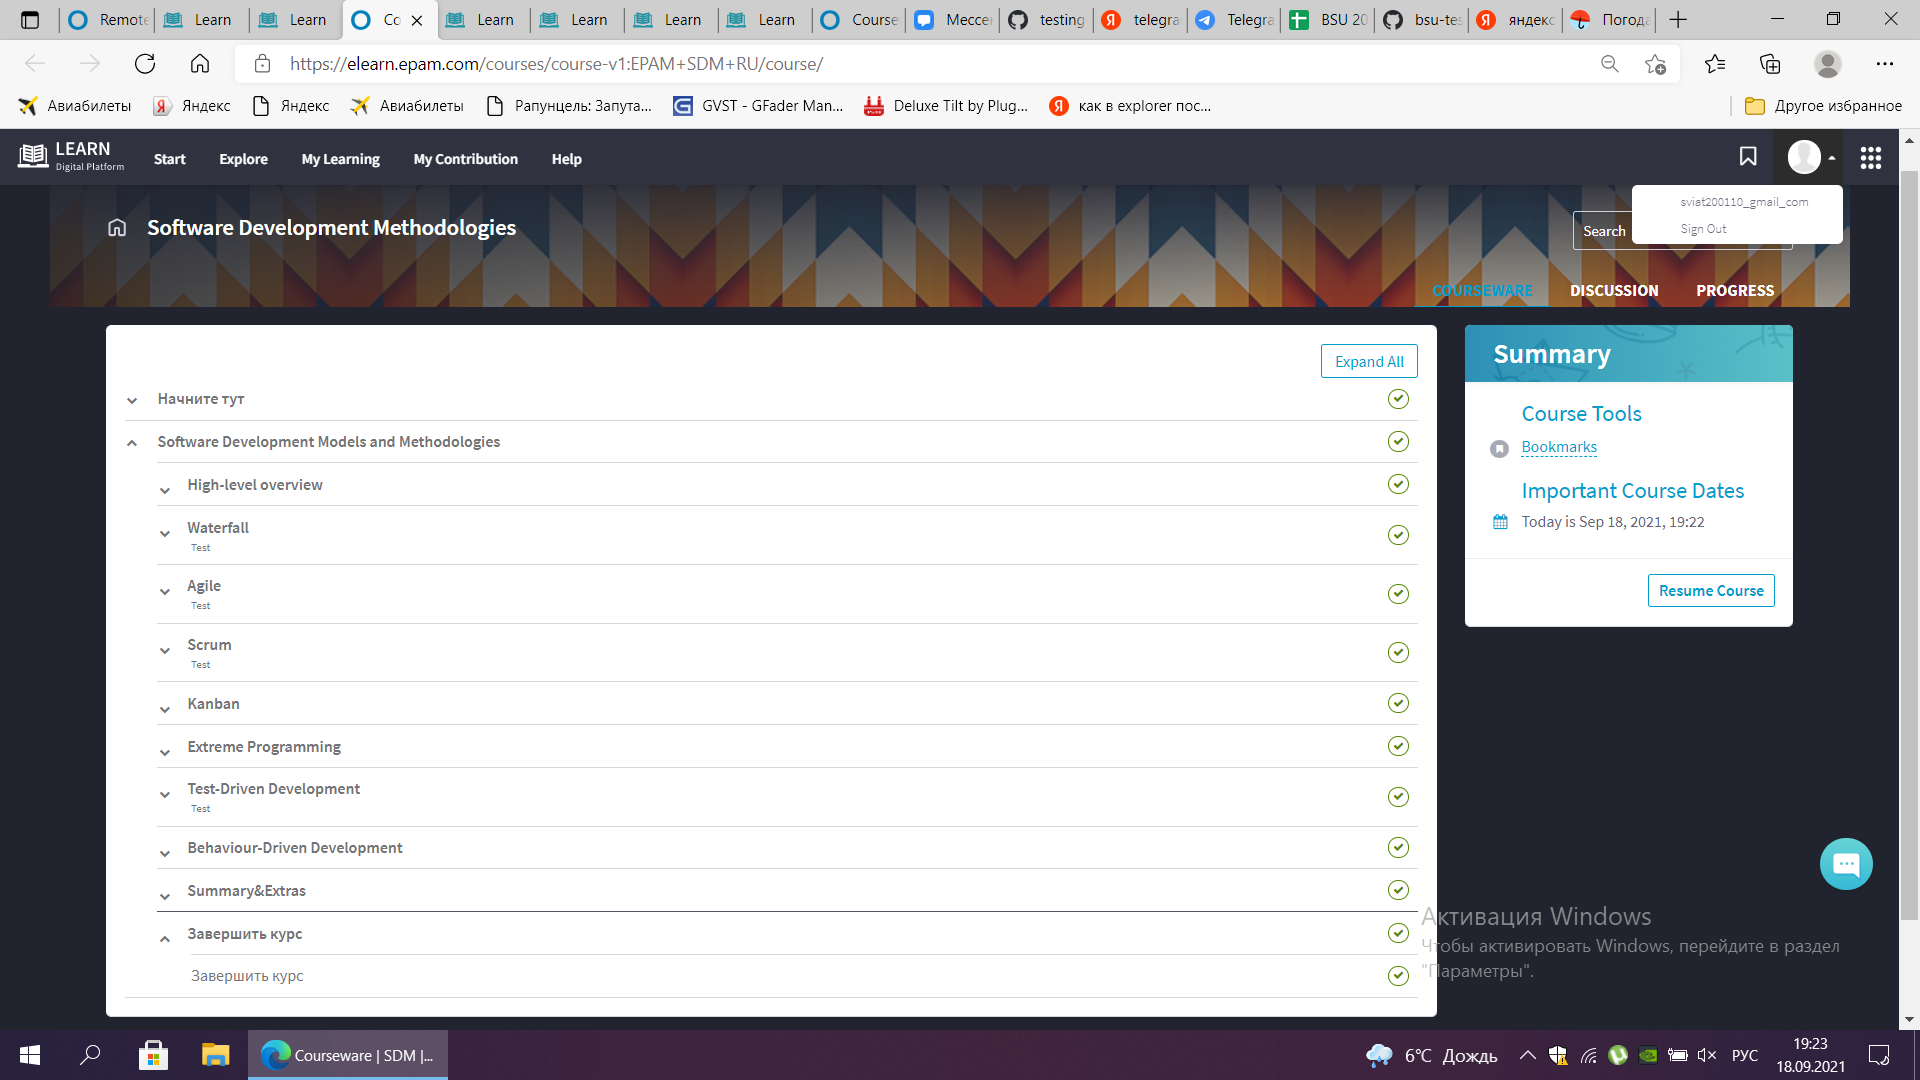 Remote
Learn
Learn
Co
Learn
Learn
Learn
Learn
Course
Мессен
testing
telegra
Telegra
BSU 20
bsu-tes
яндекс
Погода
https://elearn.epam.com/courses/course-v1:EPAM+SDM+RU/course/
Авиабилеты
Яндекс
Яндекс
Авиабилеты
Рапунцель: Запута...
GVST - GFader Man...
Deluxe Tilt by Plug...
как в explorer пос...
Другое избранное
LEARN
Digital Platform
Start
Explore
My Learning
My Contribution
Help
sviat200110_gmail_com
Sign Out
Software Development Methodologies
Search
COURSEWARE
DISCUSSION
PROGRESS
Expand All
Начните тут
Software Development Models and Methodologies
High-level overview
Waterfall
Test
Agile
Test
Scrum
Test
Kanban
Extreme Programming
Test-Driven Development
Test
Behaviour-Driven Development
Summary&Extras
Завершить курс
Завершить курс
Summary
Course Tools
Bookmarks
Important Course Dates
Today is Sep 18, 2021, 19:22
Resume Course
Активация Windows
Чтобы активировать Windows, перейдите в раздел
"Параметры".
Courseware | SDM |...
6°C Дождь
РУС
19:23
18.09.2021